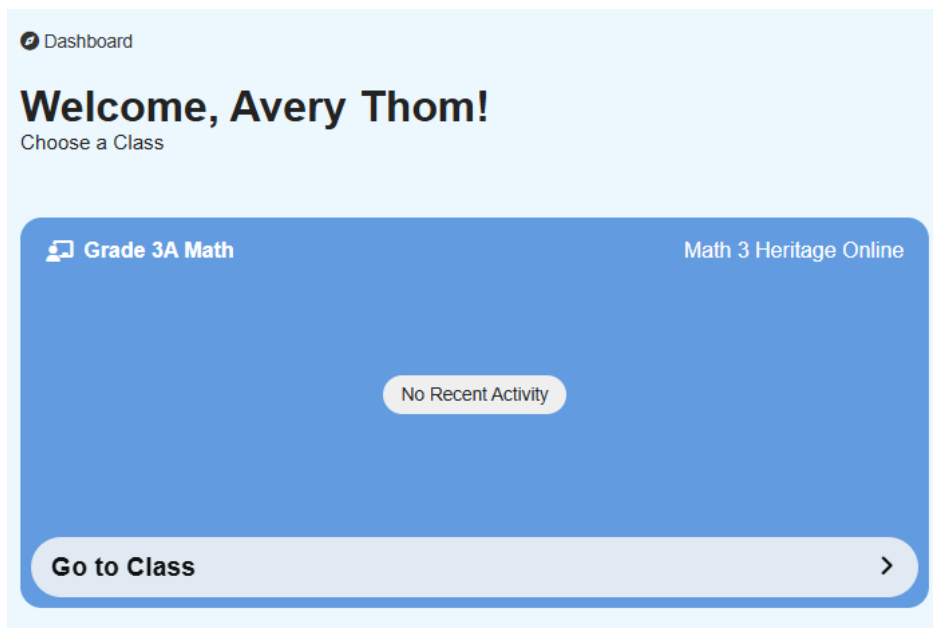 Dashboard
Welcome, Avery Thom!
Choose a Class
Grade 3A Math
Math 3 Heritage Online
No Recent Activity
Go to Class